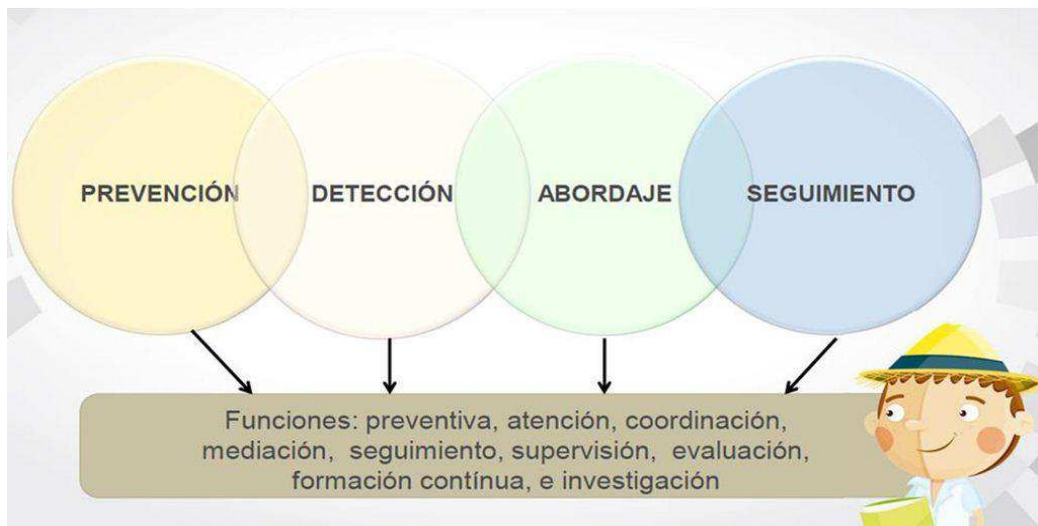 PREVENCIÓN
DETECCIÓN
ABORDAJE
SEGUIMIENTO
Funciones: preventiva, atención, coordinación,
mediación, seguimiento, supervisión, evaluación,
formación contínua, e investigación